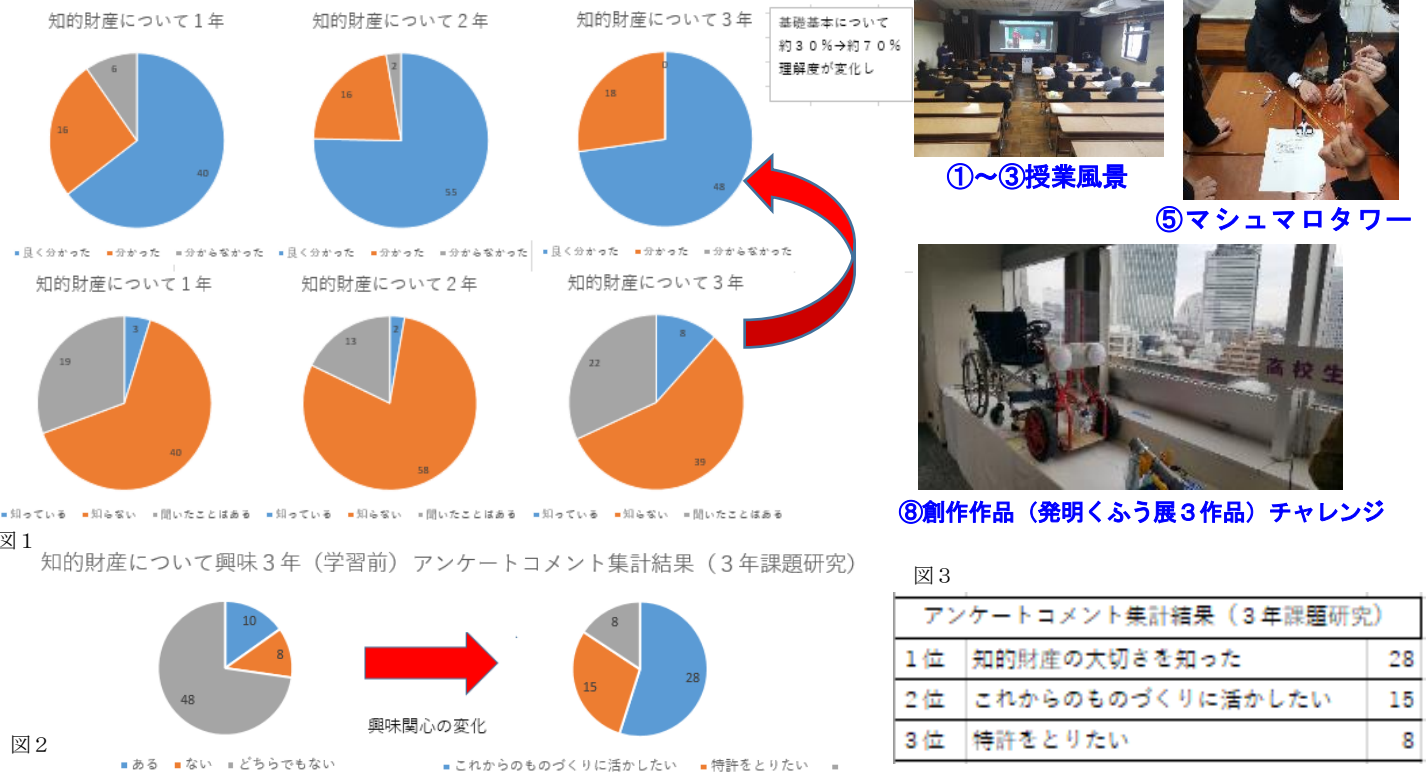 知的財産について１年
知的財産について２年
知的財産について３年
基礎基本について
約３０％→約７０％
理解度が変化し
6
16
40
2
16
55
0
18
48
良く分かった 分かった 分からなかった
良く分かった 分かった 分からなかった
良く分かった 分かった 分からなかった
①～③授業風景
⑤マシュマロタワー
知的財産について１年
知的財産について２年
知的財産について３年
3
19
40
2
13
58
8
22
39
知っている 知らない 聞いたことはある
知っている 知らない 聞いたことはある
知っている 知らない 聞いたことはある
高校生
⑧創作作品（発明くふう展３作品）チャレンジ
図１
知的財産について興味３年（学習前）
アンケートコメント集計結果（３年課題研究）
10
8
48
興味関心の変化
8
15
28
図２
ある ない どちらでもない
これからのものづくりに活かしたい 特許をとりたい
図３
アンケートコメント集計結果（３年課題研究）
１位 知的財産の大切さを知った 28
２位 これからのものづくりに活かしたい 15
３位 特許をとりたい 8